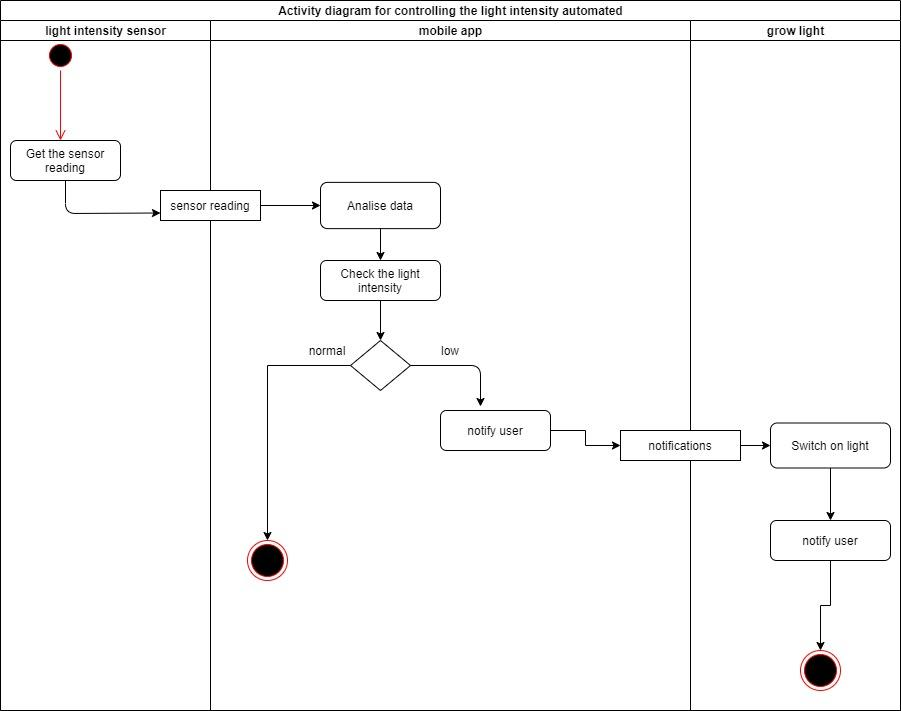 Activity diagram for controlling the light intensity automated
light intensity sensor
mobile app
grow light
Get the sensor
reading
sensor reading
Analise data
Check the light
intensity
normal
low
notify user
notifications
Switch on light
notify user